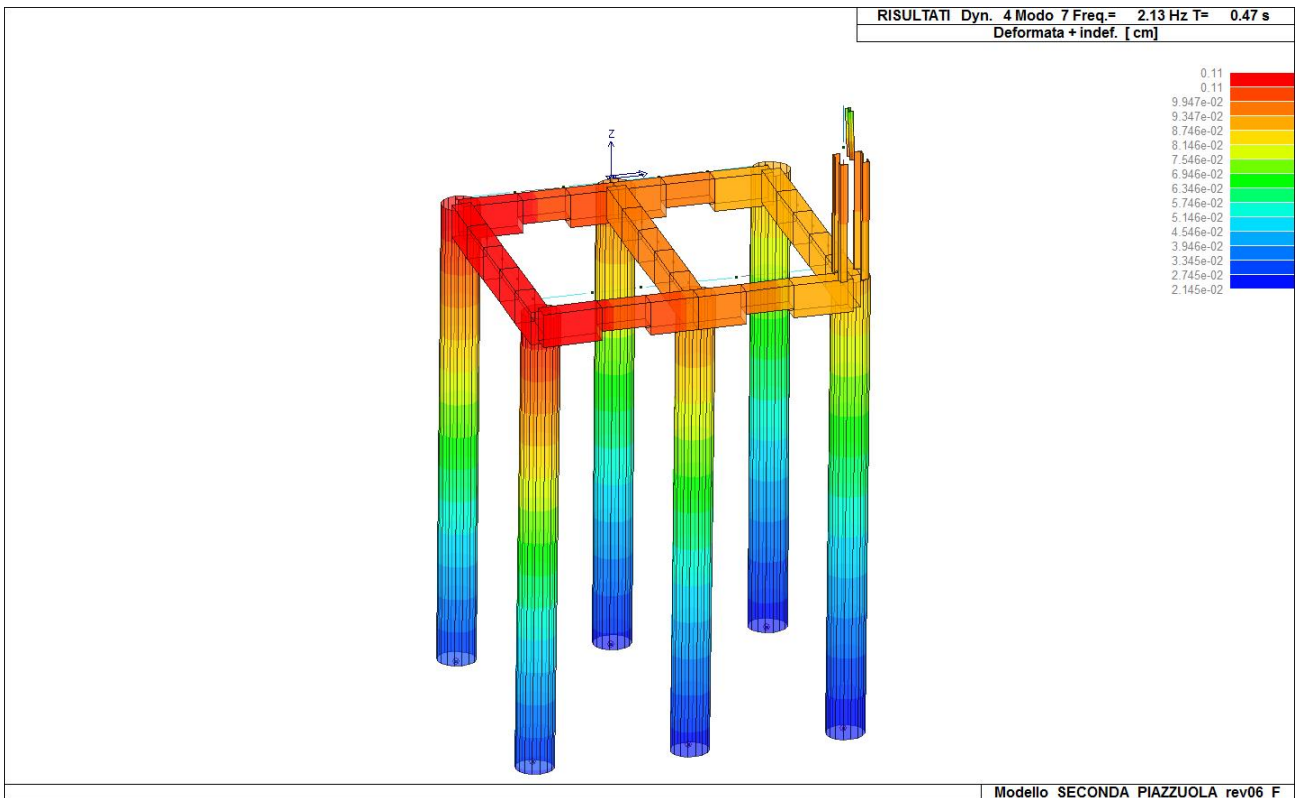 RISULTATI Dyn. 4 Modo 7 Freq.= 2.13 Hz T= 0.47 s
Deformata + indef. [ cm]
0.11
0.11
9.947e-02
9.347e-02
8.746e-02
8.146e-02
7.546e-02
6.946e-02
6.346e-02
5.746e-02
5.146e-02
4.546e-02
3.946e-02
3.345e-02
2.745e-02
2.145e-02
Z
Modello SECONDA PIAZZUOLA rev06 F